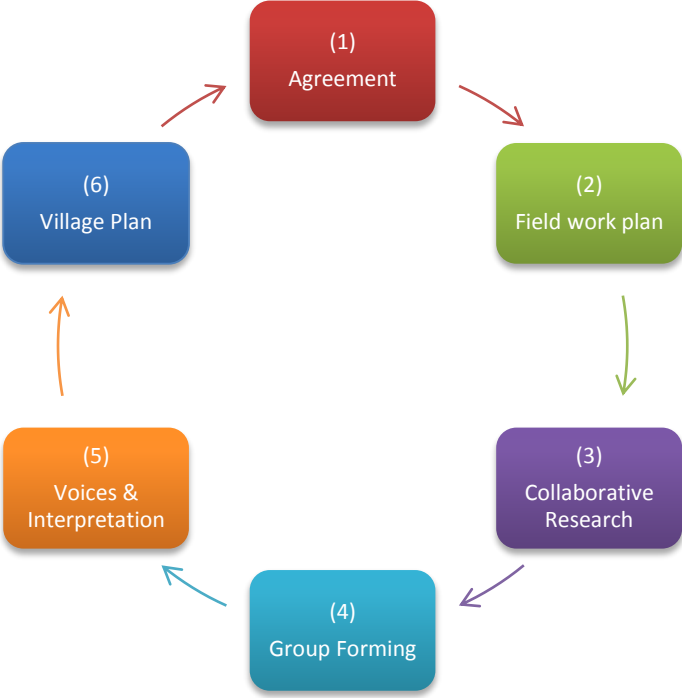 (1)
Agreement
(2)
Field work plan
(3)
Collaborative
Research
(4)
Group Forming
(5)
Voices &
Interpretation
(6)
Village Plan